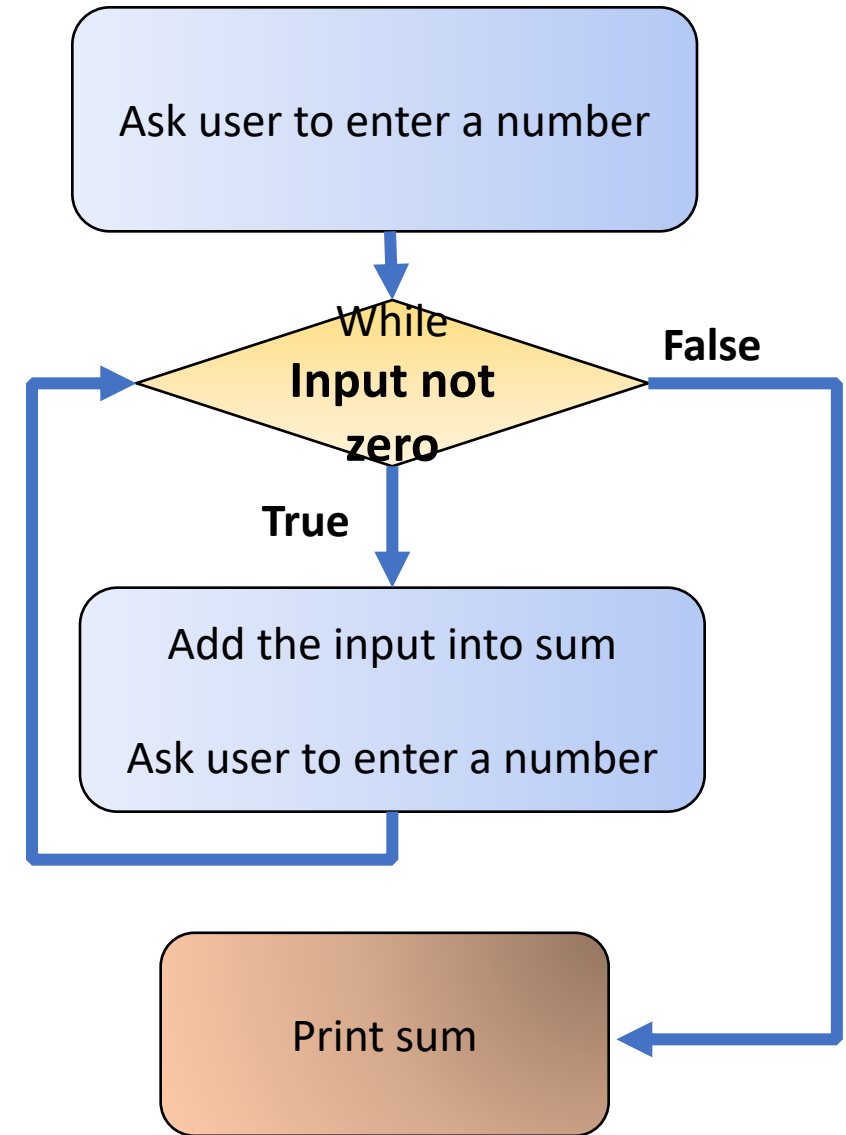 Ask user to enter a number
While
Input not
zero
False
True
Add the input into sum
Ask user to enter a number
Print sum